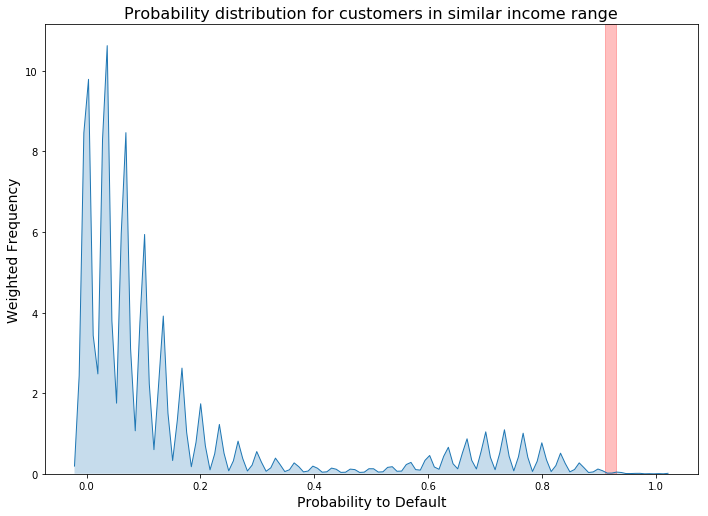 Probability distribution for customers in similar income range
Weighted Frequency
10
8
6
4
2
0
0.0 0.2 0.4 0.6 0.8 1.0
Probability to Default